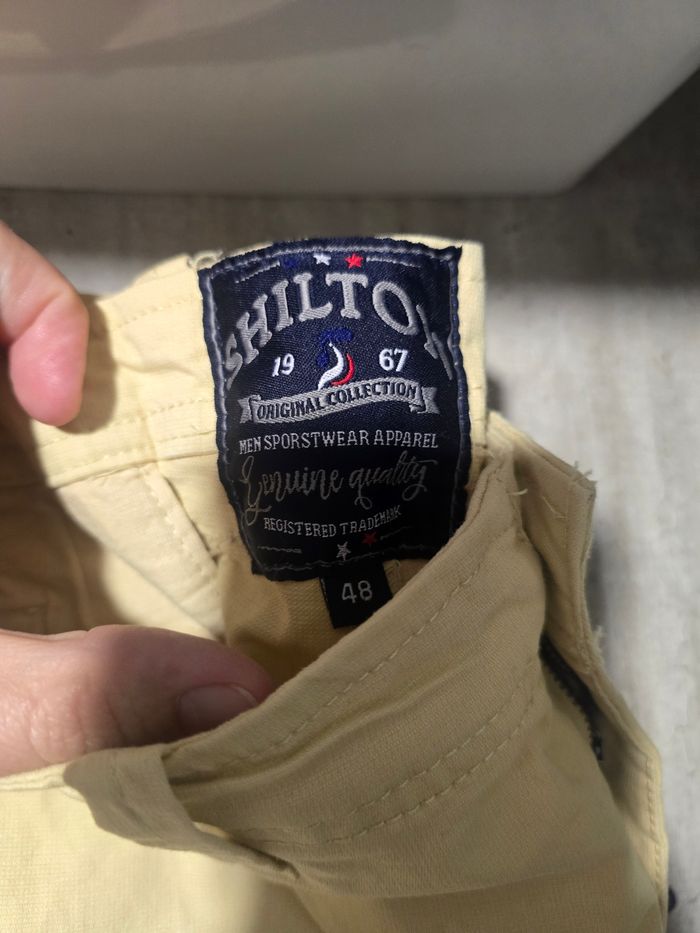 SHILTON
19 67
ORIGINAL COLLECTION
MEN SPORSTWEAR APPAREL
Genuine quality
REGISTERED TRADEMARK
48